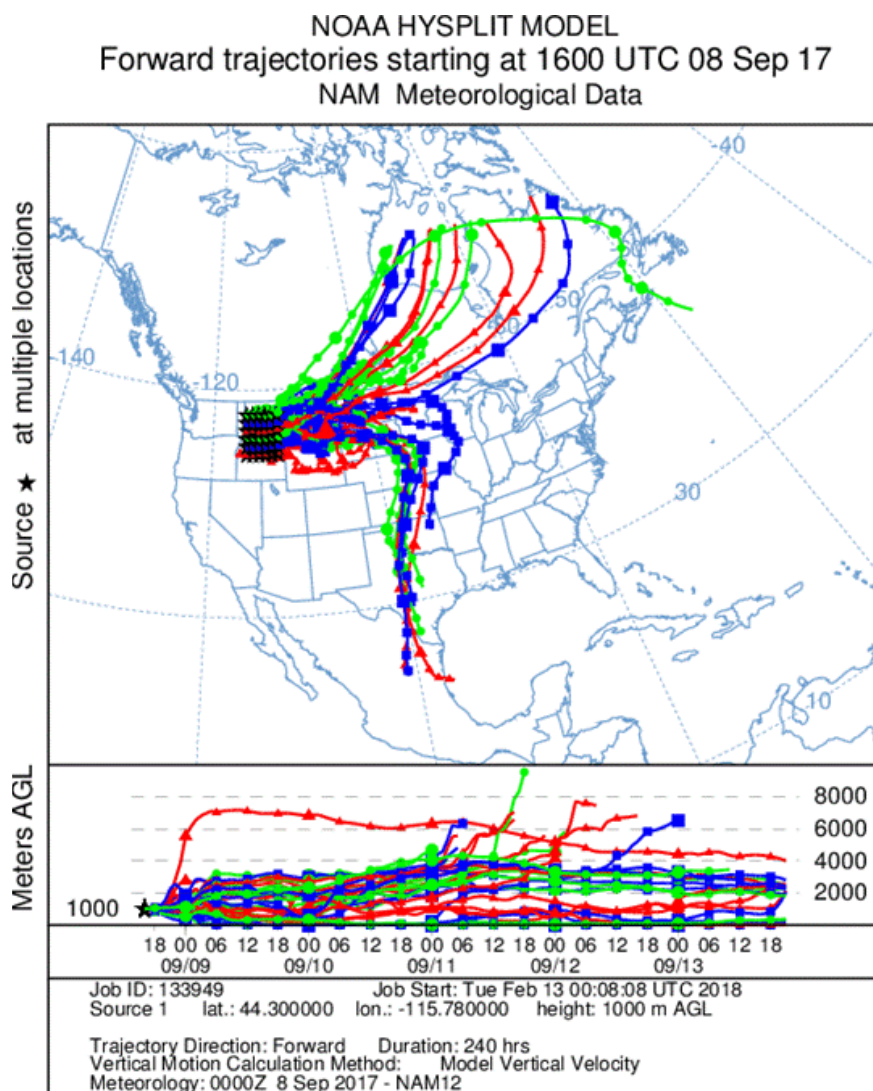 NOAA HYSPLIT MODEL
Forward trajectories starting at 1600 UTC 08 Sep 17
NAM Meteorological Data
Source ★ at multiple locations
-40
-140
-120
-50
-60
30
10
Meters AGL
8000
6000
4000
2000
1000
18 00 06 12 18 00 06 12 18 00 06 12 18 00 06 12 18 00 06 12 18
09/09 09/10 09/11 09/12 09/13
Job ID: 133949 Job Start: Tue Feb 13 00:08:08 UTC 2018
Source 1 lat.: 44.300000 lon.: -115.780000 height: 1000 m AGL
Trajectory Direction: Forward Duration: 240 hrs
Vertical Motion Calculation Method: Model Vertical Velocity
Meteorology: 0000Z 8 Sep 2017 - NAM12